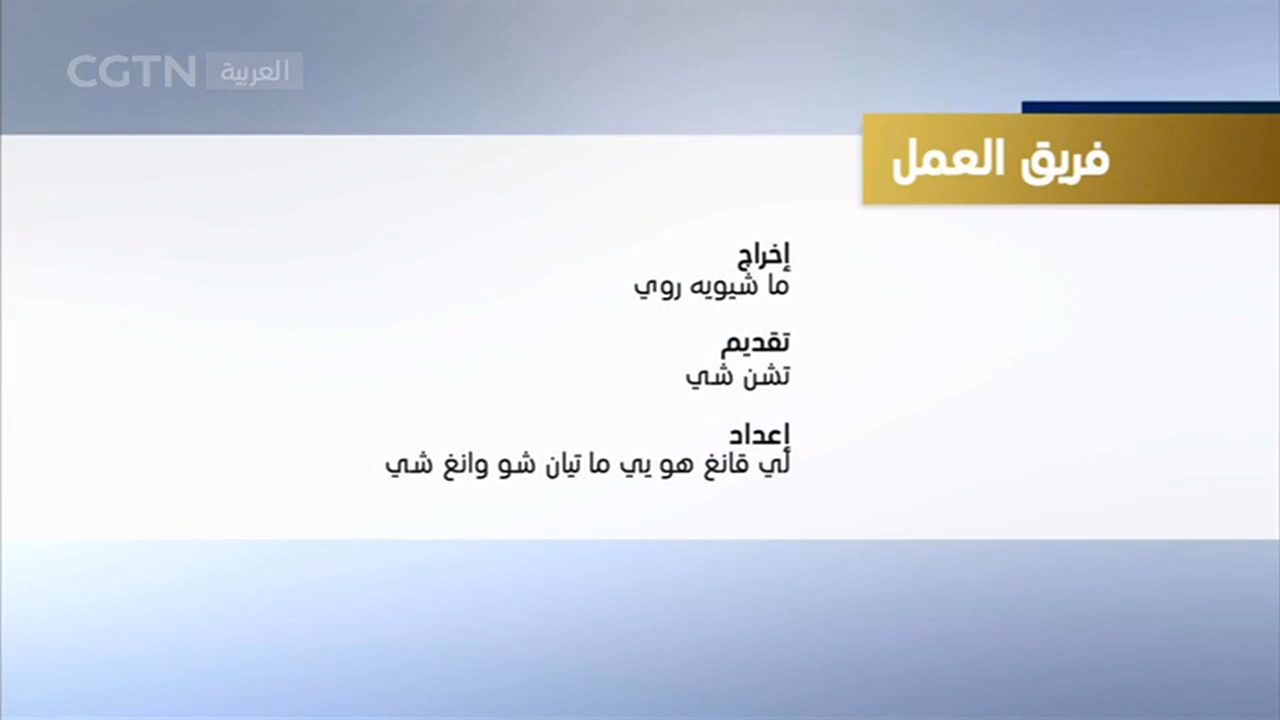 CGTN العربية
فريق العمل
إخراج
ما شيويه روي
تقديم
تشن شي
إعداد
لي قانغ هو يي ما تيان شو وانغ شي